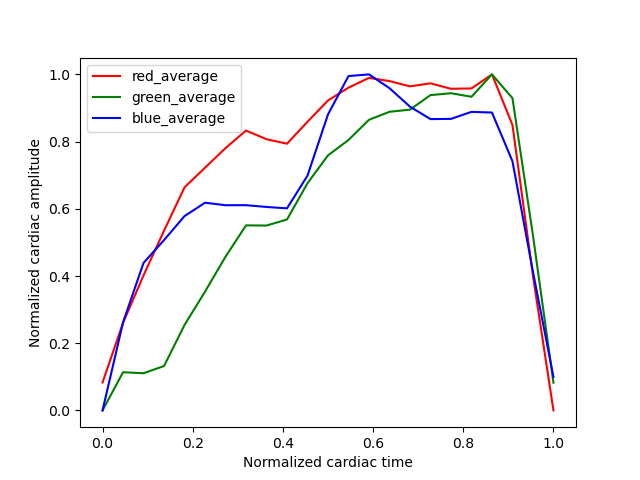 red_average
green_average
blue_average
Normalized cardiac amplitude
1.0
0.8
0.6
0.4
0.2
0.0
0.0 0.2 0.4 0.6 0.8 1.0
Normalized cardiac time